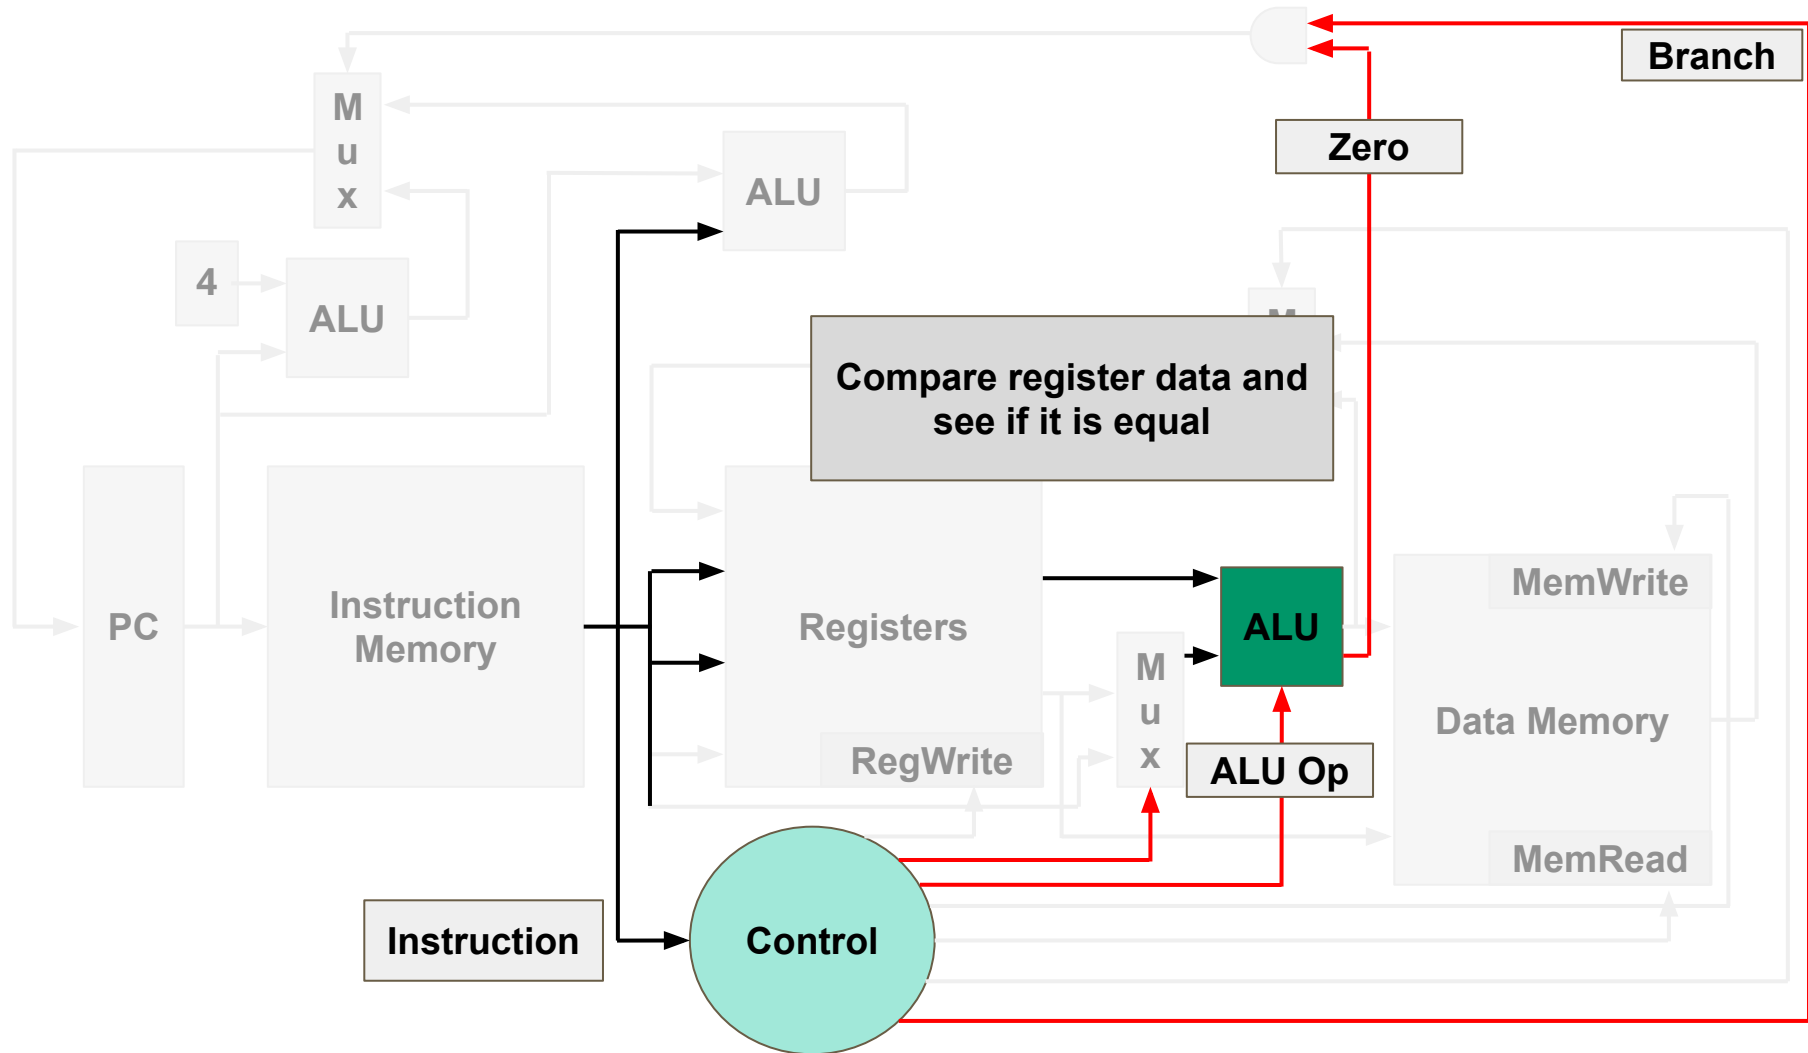 Branch
M
u
x
Zero
ALU
4
ALU
Compare register data and
see if it is equal
PC
Instruction
Memory
Registers
RegWrite
M
u
x
ALU
ALU Op
MemWrite
Data Memory
MemRead
Instruction
Control